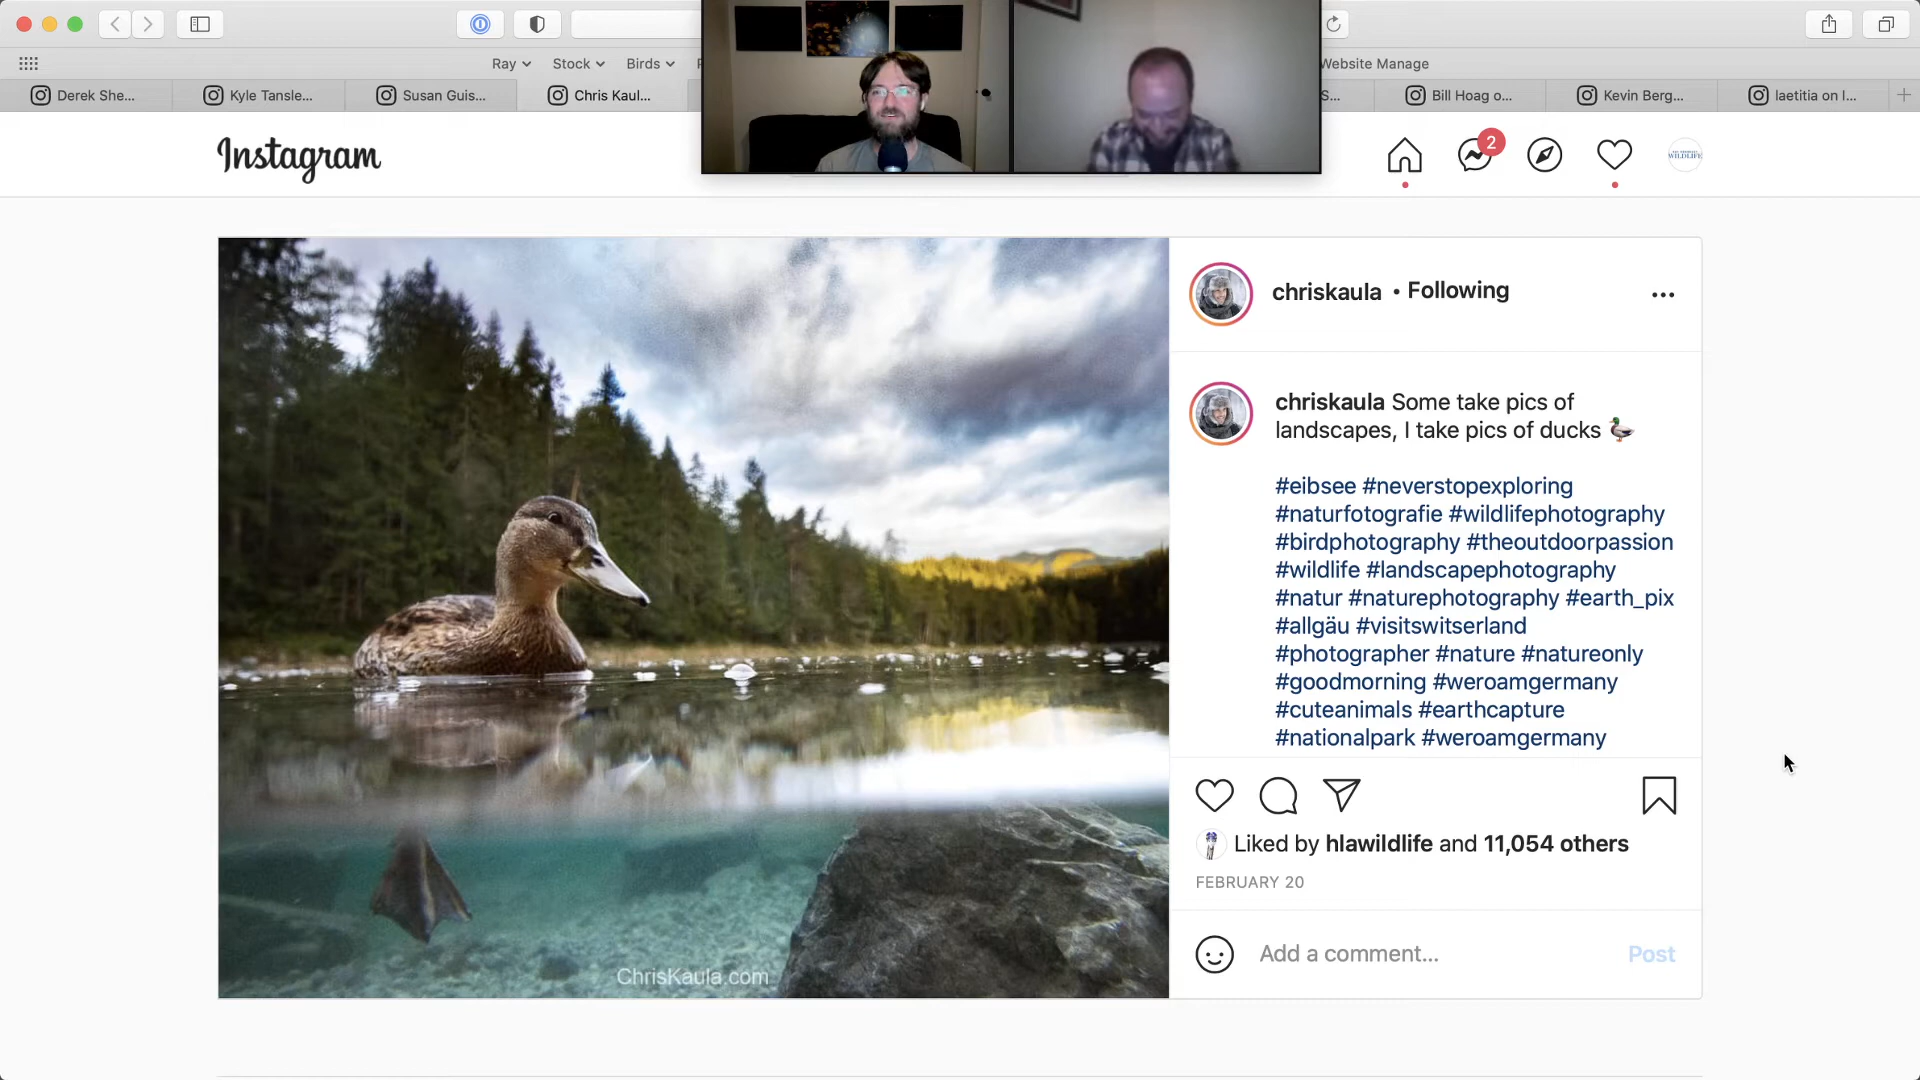 Ray
Stock
Birds
Website Manage
Derek She...
Kyle Tansle...
Susan Guis...
Chris Kaul...
S...
Bill Hoag o...
Kevin Berg...
laetitia on I...
Instagram
2
WILDLIFE
chriskaula • Following
chriskaula Some take pics of
landscapes, I take pics of ducks 🦆
#eibsee #neverstopexploring
#naturfotografie #wildlifephotography
#birdphotography #theoutdoorpassion
#wildlife #landscapephotography
#natur #naturephotography #earth_pix
#allgäu #visitswitserland
#photographer #nature #natureonly
#goodmorning #weroamgermany
#cuteanimals #earthcapture
#nationalpark #weroamgermany
Liked by hlawildlife and 11,054 others
FEBRUARY 20
Add a comment...
Post
ChrisKaula.com